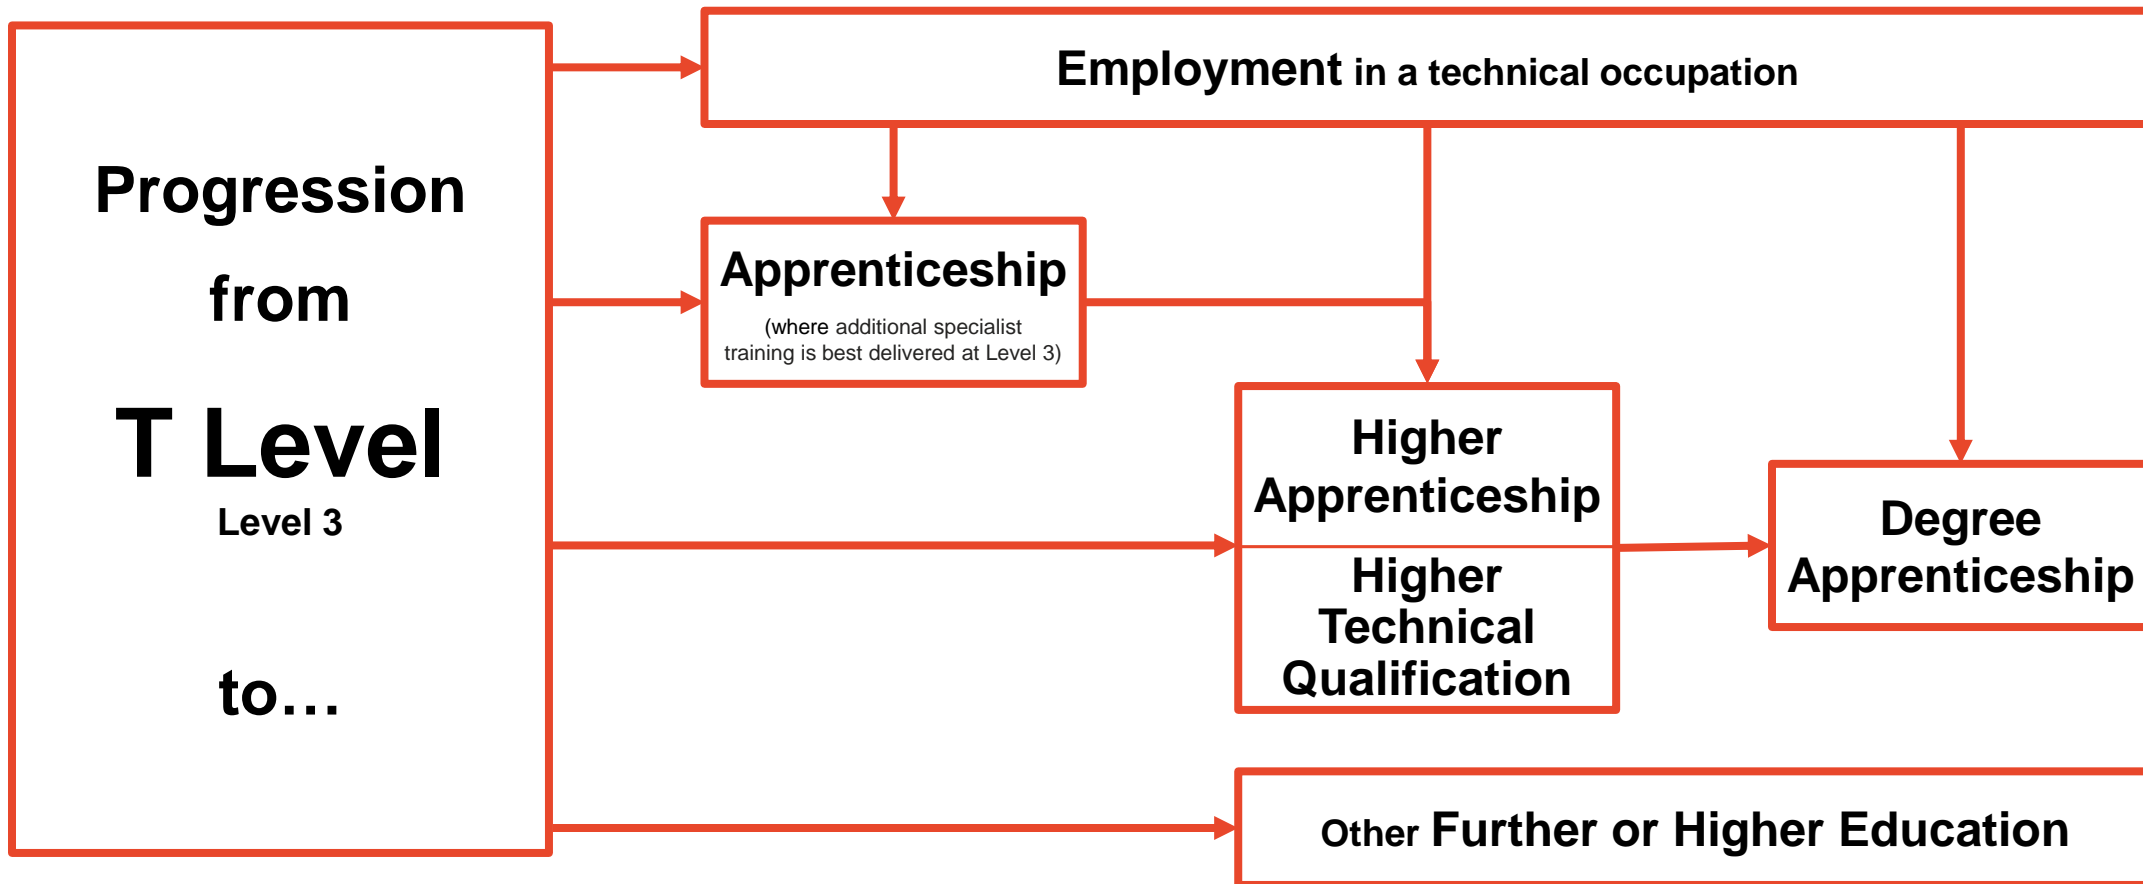 Progression
from
T Level
Level 3
to…
Employment in a technical occupation
Apprenticeship
(where additional specialist
training is best delivered at Level 3)
Higher
Apprenticeship
Higher
Technical
Qualification
Degree
Apprenticeship
Other Further or Higher Education